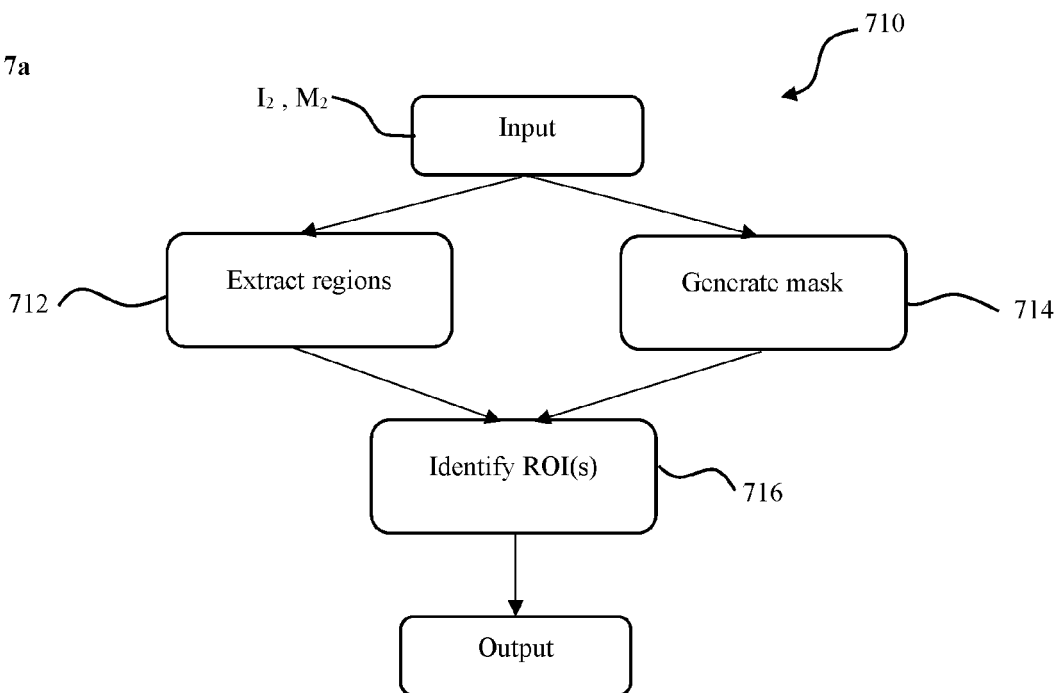 710
7a
I₂ , M₂
Input
Extract regions
Generate mask
712
714
Identify ROI(s)
716
Output